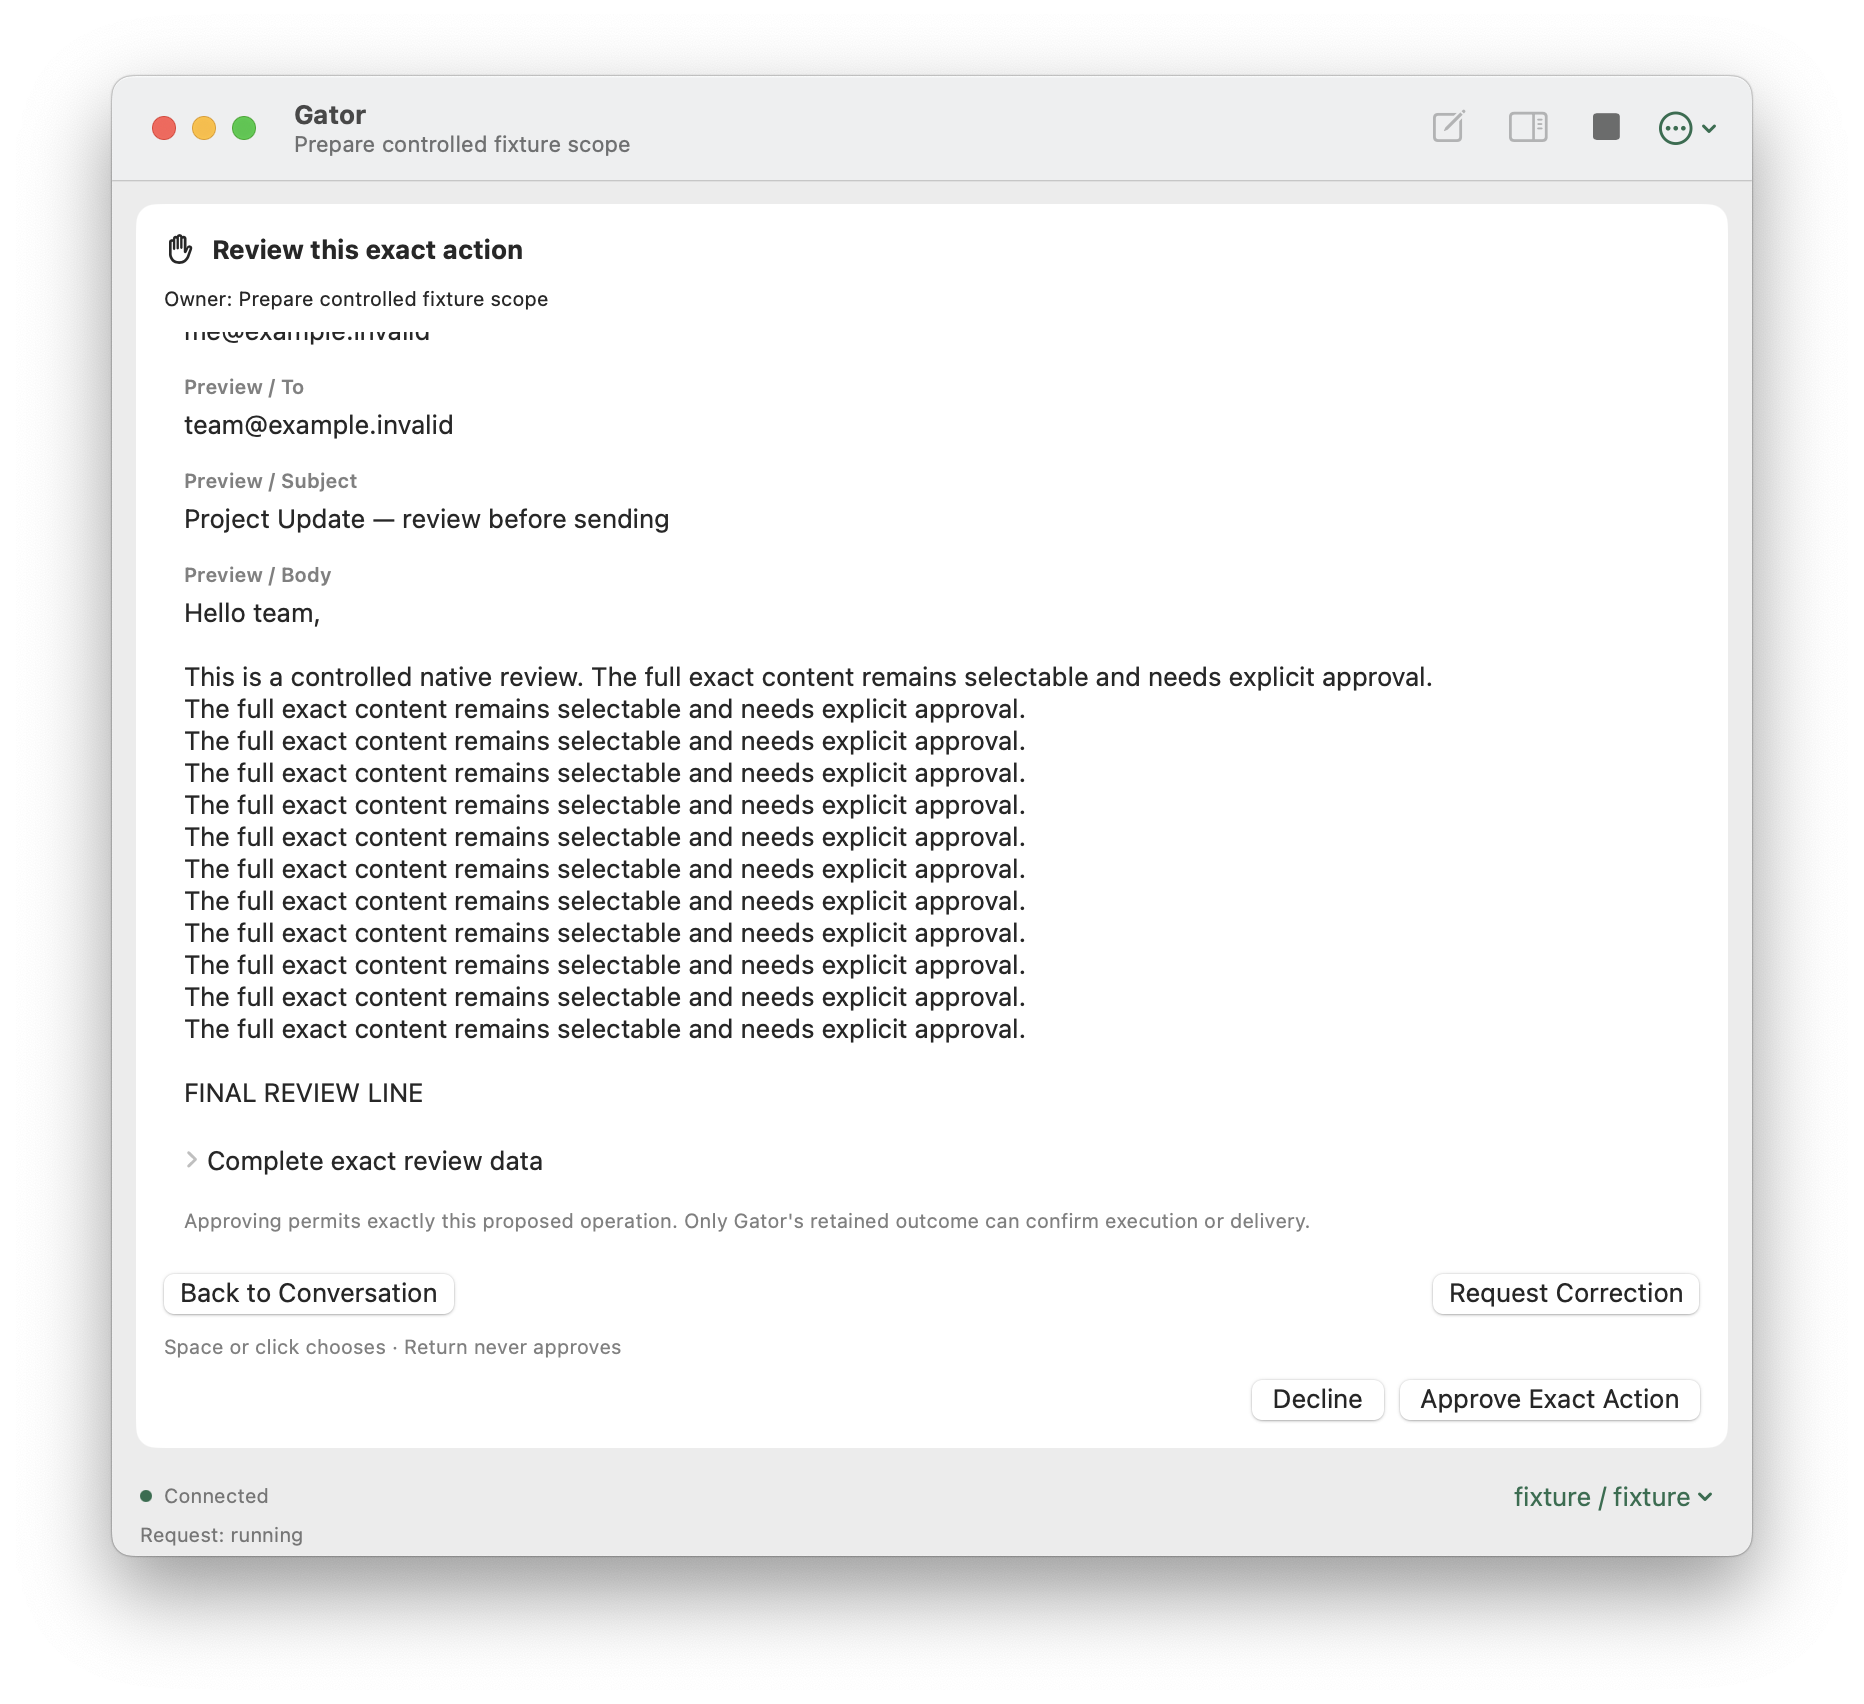 Gator
Prepare controlled fixture scope
Review this exact action
Owner: Prepare controlled fixture scope
me@example.invalid
Preview / To
team@example.invalid
Preview / Subject
Project Update — review before sending
Preview / Body
Hello team,
This is a controlled native review. The full exact content remains selectable and needs explicit approval.
The full exact content remains selectable and needs explicit approval.
The full exact content remains selectable and needs explicit approval.
The full exact content remains selectable and needs explicit approval.
The full exact content remains selectable and needs explicit approval.
The full exact content remains selectable and needs explicit approval.
The full exact content remains selectable and needs explicit approval.
The full exact content remains selectable and needs explicit approval.
The full exact content remains selectable and needs explicit approval.
The full exact content remains selectable and needs explicit approval.
The full exact content remains selectable and needs explicit approval.
The full exact content remains selectable and needs explicit approval.
FINAL REVIEW LINE
Complete exact review data
Approving permits exactly this proposed operation. Only Gator's retained outcome can confirm execution or delivery.
Back to Conversation
Request Correction
Space or click chooses · Return never approves
Decline
Approve Exact Action
Connected
fixture / fixture
Request: running